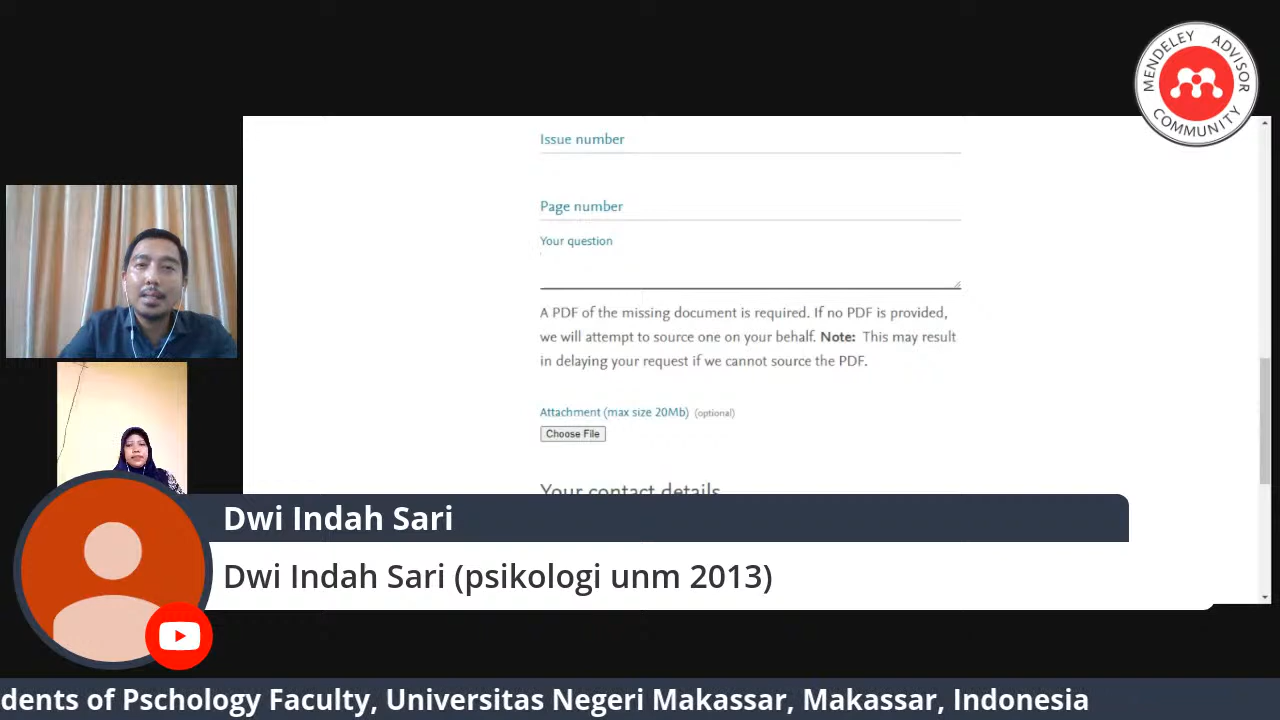 MENDELEY ADVISOR
COMMUNITY
Issue number
Page number
Your question
A PDF of the missing document is required. If no PDF is provided,
we will attempt to source one on your behalf. Note: This may result
in delaying your request if we cannot source the PDF.
Attachment (max size 20Mb) (optional)
Choose File
Your contact details
Dwi Indah Sari
Dwi Indah Sari (psikologi unm 2013)
dents of Pschology Faculty, Universitas Negeri Makassar, Makassar, Indonesia